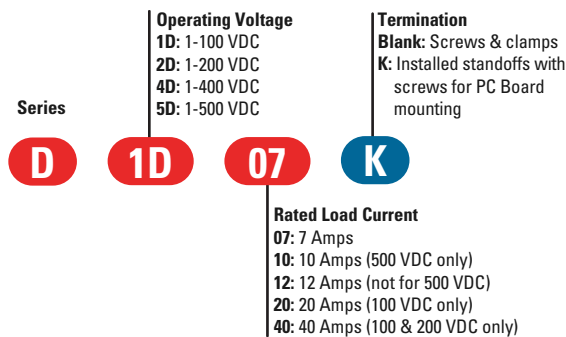 Operating Voltage
1D: 1-100 VDC
2D: 1-200 VDC
4D: 1-400 VDC
5D: 1-500 VDC
Termination
Blank: Screws & clamps
K: Installed standoffs with
screws for PC Board
mounting
Series
D 1D 07 K
Rated Load Current
07: 7 Amps
10: 10 Amps (500 VDC only)
12: 12 Amps (not for 500 VDC)
20: 20 Amps (100 VDC only)
40: 40 Amps (100 & 200 VDC only)